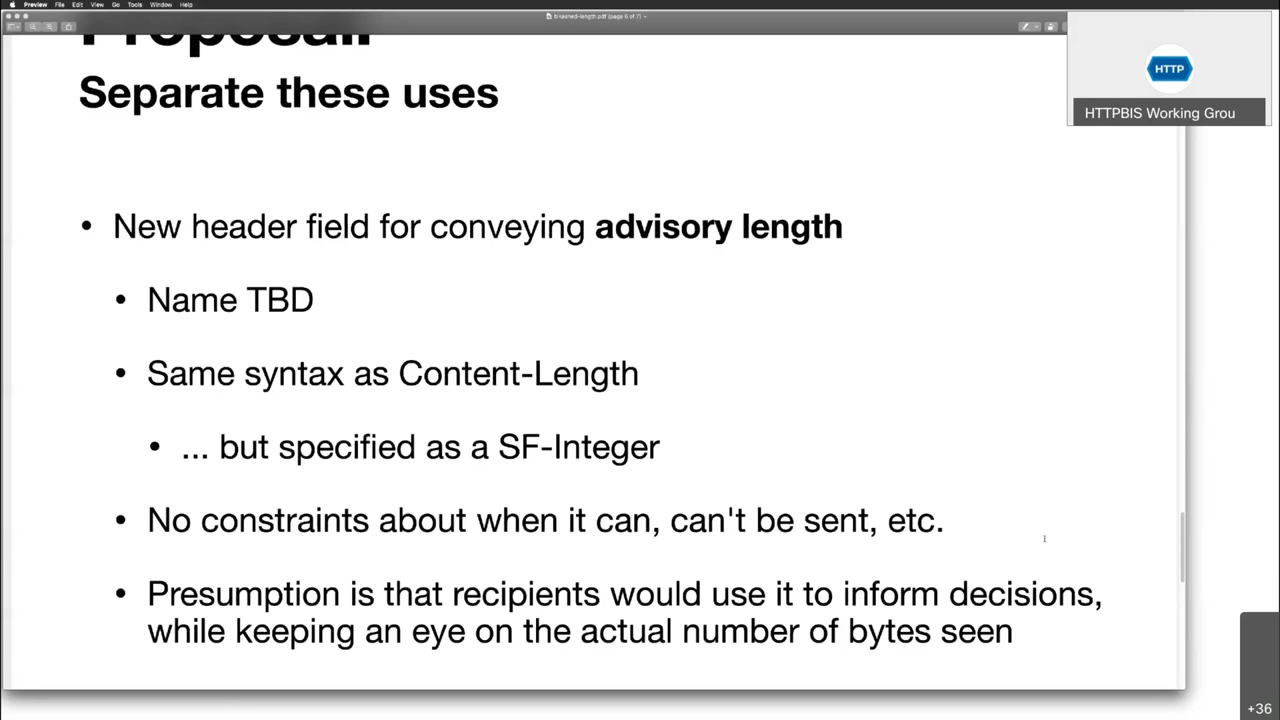 Preview File Edit View Go Tools Window Help
bikeshed-length.pdf (page 6 of 7)
Proposal:
Separate these uses
HTTP
HTTPBIS Working Grou
• New header field for conveying advisory length
• Name TBD
• Same syntax as Content-Length
• ... but specified as a SF-Integer
• No constraints about when it can, can't be sent, etc.
• Presumption is that recipients would use it to inform decisions,
while keeping an eye on the actual number of bytes seen
+36